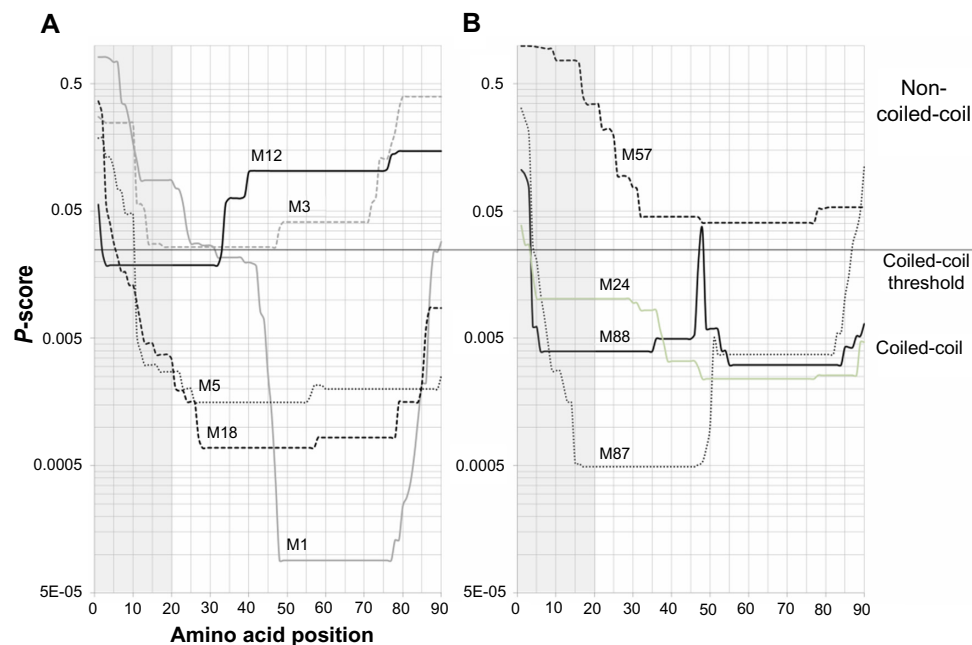 A
B
0.5
0.05
0.005
0.0005
5E-05
P-score
M12
M3
M5
M18
M1
0 10 20 30 40 50 60 70 80 90
Amino acid position
0.5
0.05
0.005
0.0005
5E-05
M57
M24
M88
M87
0 10 20 30 40 50 60 70 80 90
Non-
coiled-coil
Coiled-coil
threshold
Coiled-coil